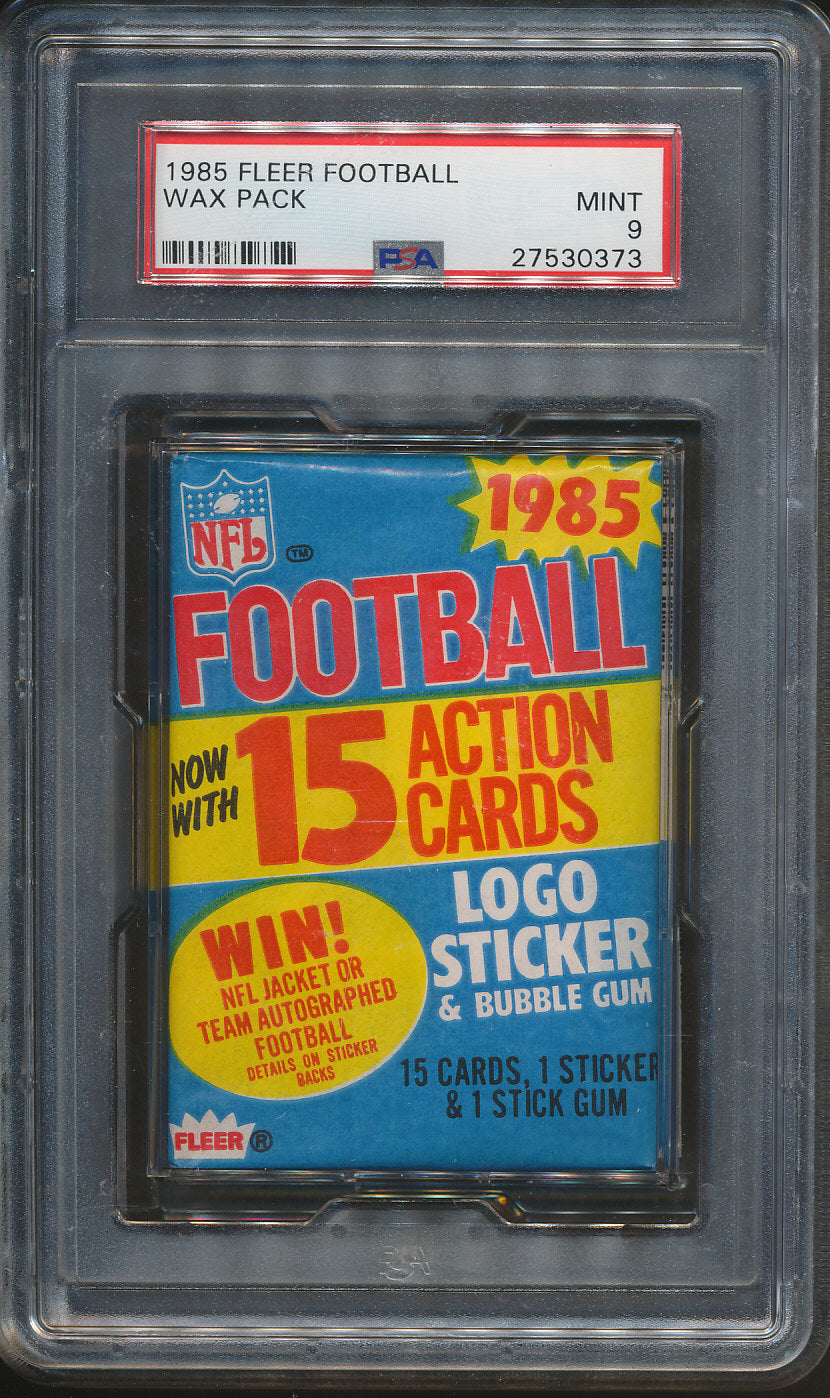 1985 FLEER FOOTBALL
WAX PACK
MINT
9
PSA
27530373
NFL
TM
1985
FOOTBALL
NOW
WITH
15
ACTION
CARDS
LOGO
STICKER
& BUBBLE GUM
WIN!
NFL JACKET OR
TEAM AUTOGRAPHED
FOOTBALL
DETAILS ON STICKER
BACKS
15 CARDS, 1 STICKER
& 1 STICK GUM
FLEER ®
PSA